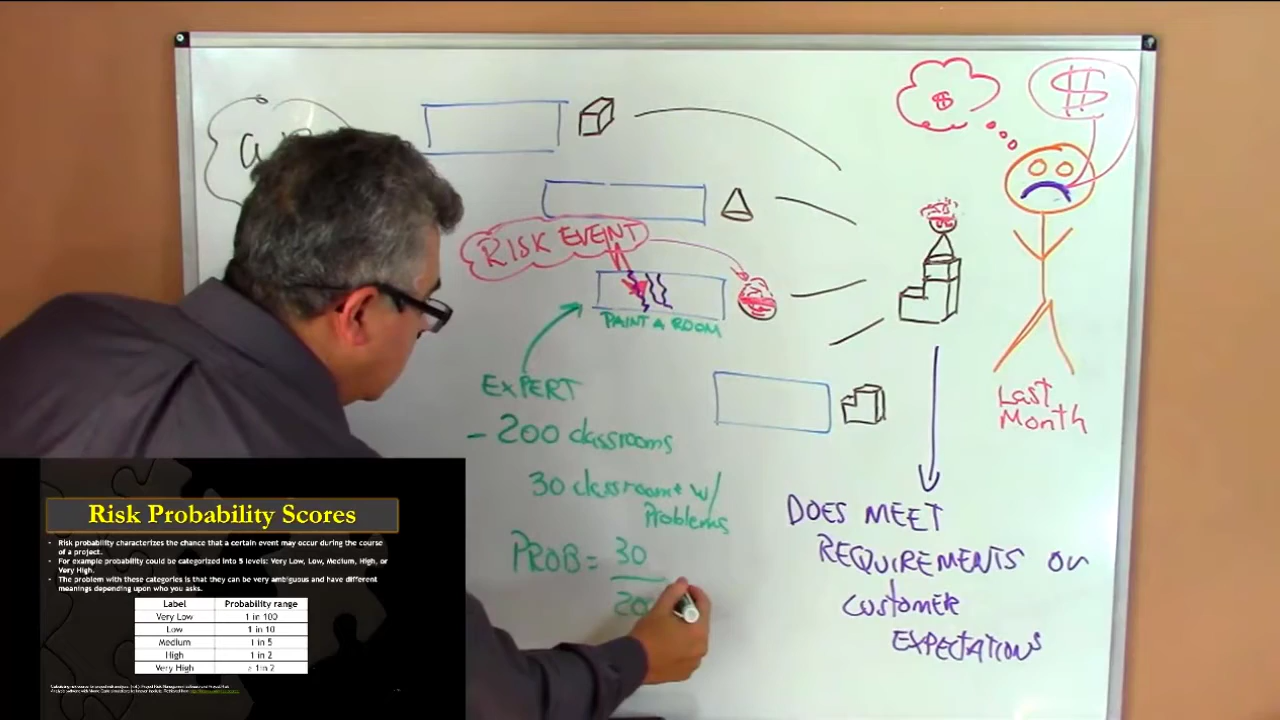 $
$
RISK EVENT
PAINT A ROOM
EXPERT
- 200 classrooms
30 classrooms w/
Problems
PROB = 30
20
Last
Month
DOES MEET
REQUIREMENTS OR
CUSTOMER
EXPECTATIONS
Risk Probability Scores
• Risk probability characterizes the chance that a certain event may occur during the course
of a project.
• For example probability could be categorized into 5 levels: Very Low, Low, Medium, High, or
Very High.
• The problem with these categories is that they can be very ambiguous and have different
meanings depending upon who you asks.
Label Probability range
Very Low 1 in 100
Low 1 in 10
Medium 1 in 5
High 1 in 2
Very High 1 in 2